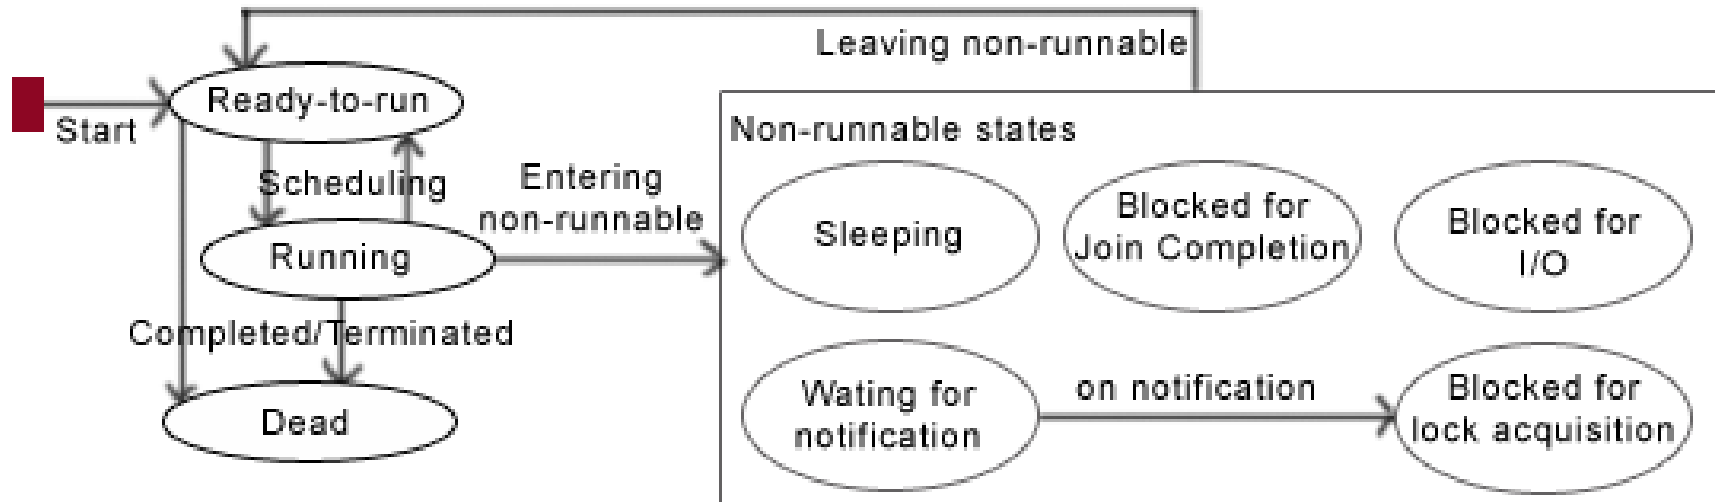 Leaving non-runnable
Ready-to-run
Start
Non-runnable states
Scheduling
Entering
non-runnable
Running
Sleeping
Blocked for
Join Completion
Blocked for
I/O
Completed/Terminated
Dead
Wating for
notification
on notification
Blocked for
lock acquisition